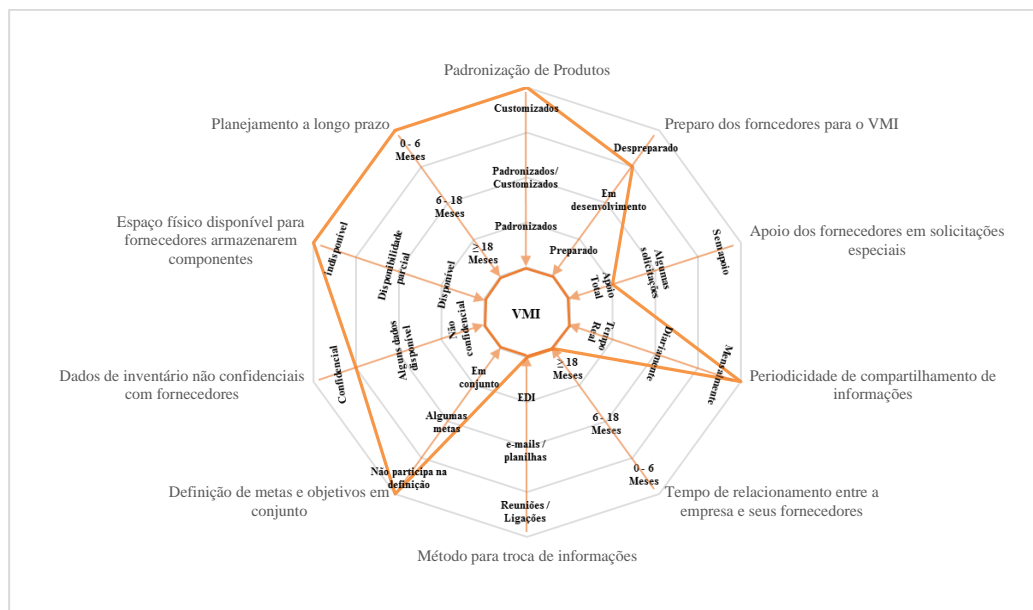 Padronização de Produtos
Customizados
Padronizados/
Customizados
Padronizados
Preparo dos forncedores para o VMI
Despreparado
Em
desenvolvimento
Preparado
Apoio dos fornecedores em solicitações
especiais
Sem apoio
Algumas
solicitações
Apoio
Total
Periodicidade de compartilhamento de
informações
Mensamente
Diariamente
Tempo
Real
Tempo de relacionamento entre a
empresa e seus fornecedores
0 - 6
Meses
6 - 18
Meses
≥ 18
Meses
Método para troca de informações
Reuniões /
Ligações
e-mails /
planilhas
EDI
Definição de metas e objetivos em
conjunto
Não participa na
definição
Algumas
metas
Em
conjunto
Dados de inventário não confidenciais
com fornecedores
Confidencial
Alguns dados
disponível
Não
confidencial
Espaço físico disponível para
fornecedores armazenarem
componentes
Indisponível
Disponibilidade
parcial
Disponível
Planejamento a longo prazo
0 - 6
Meses
6 - 18
Meses
≥ 18
Meses
VMI